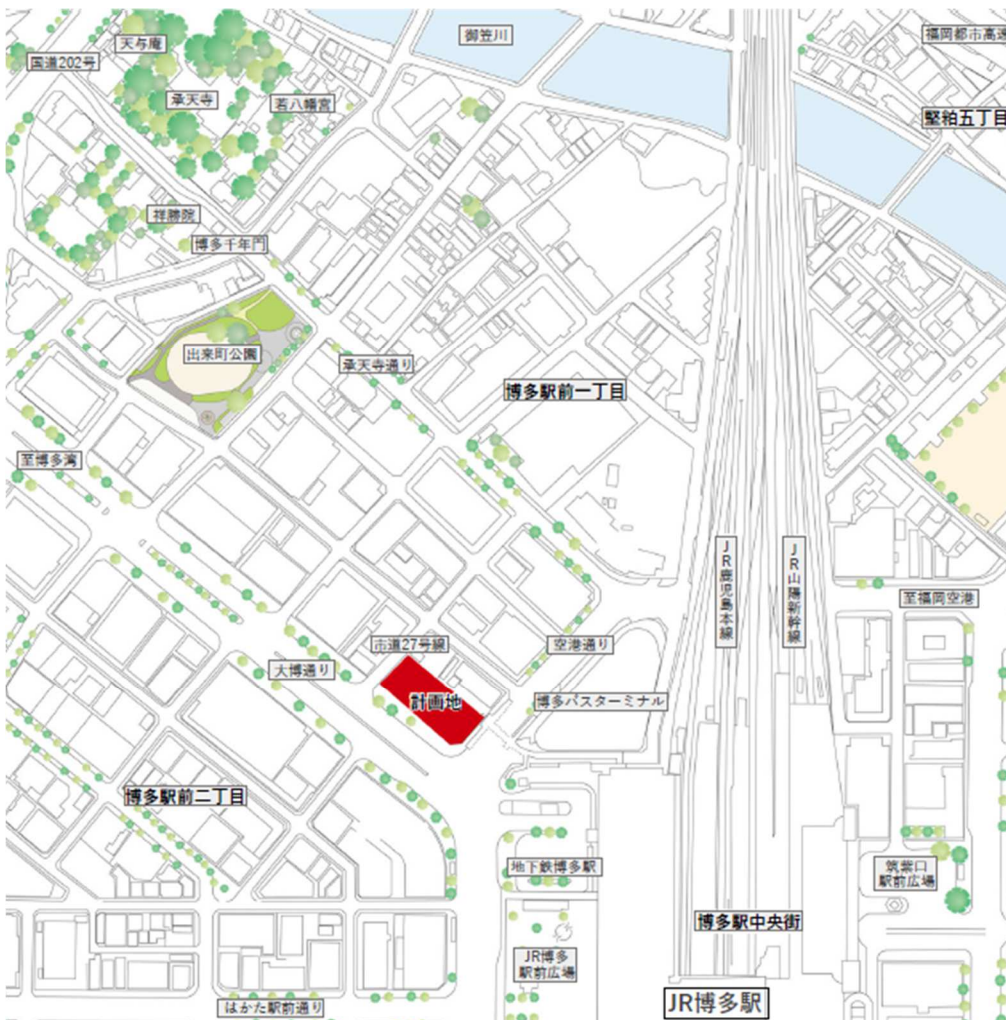 天与庵
御笠川
福岡都市高速
国道202号
承天寺
若八幡宮
堅粕五丁目
祥勝院
博多千年門
出来町公園
承天寺通り
博多駅前一丁目
至博多湾
JR鹿児島本線
JR山陽新幹線
至福岡空港
市道27号線
空港通り
大博通り
計画地
博多バスターミナル
博多駅前二丁目
地下鉄博多駅
筑紫口
駅前広場
博多駅中央街
JR博多
駅前広場
はかた駅前通り
JR博多駅